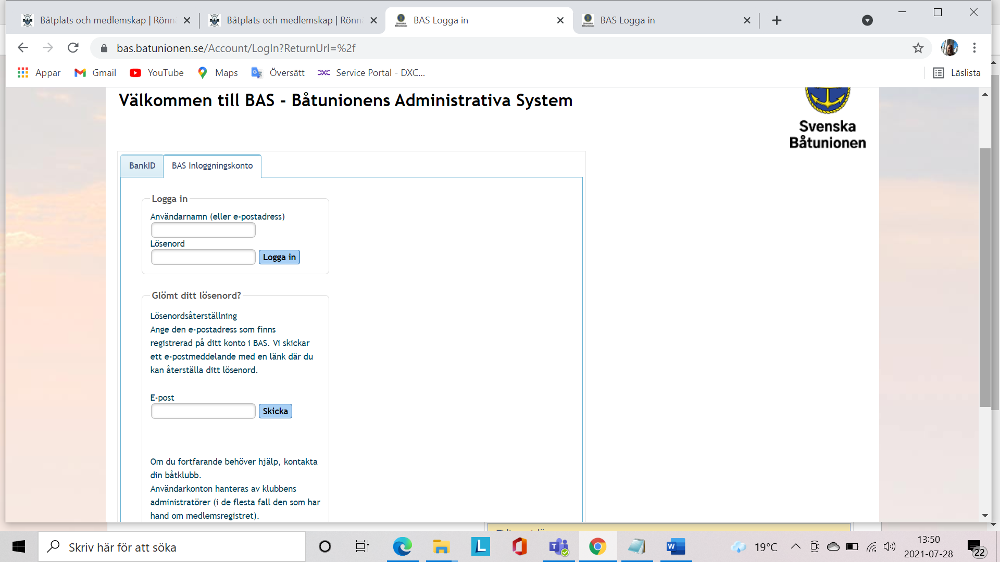 Båtplats och medlemskap | Rönn
Båtplats och medlemskap | Rönn
BAS Logga in
BAS Logga in
bas.batunionen.se/Account/LogIn?ReturnUrl=%2f
Appar
Gmail
YouTube
Maps
Översätt
Service Portal - DXC...
Läslista
Välkommen till BAS - Båtunionens Administrativa System
Svenska
Båtunionen
BankID
BAS Inloggningskonto
Logga in
Användarnamn (eller e-postadress)
Lösenord
Logga in
Glömt ditt lösenord?
Lösenordsåterställning
Ange den e-postadress som finns
registrerad på ditt konto i BAS. Vi skickar
ett e-postmeddelande med en länk där du
kan återställa ditt lösenord.
E-post
Skicka
Om du fortfarande behöver hjälp, kontakta
din båtklubb.
Användarkonton hanteras av klubbens
administratörer (i de flesta fall den som har
hand om medlemsregistret).
Skriv här för att söka
19°C
13:50
2021-07-28
22